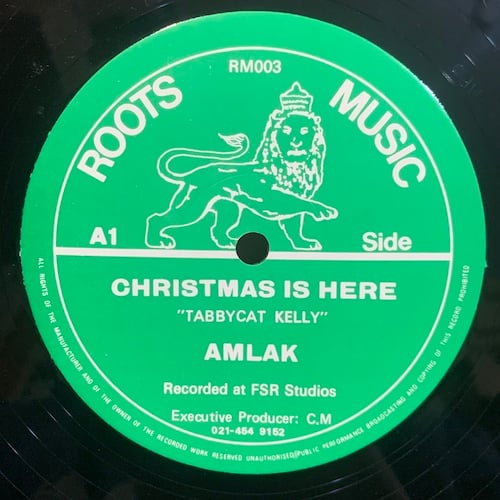 RM003
ROOTS MUSIC
A1 Side
CHRISTMAS IS HERE
"TABBYCAT KELLY"
AMLAK
Recorded at FSR Studios
Executive Producer: C.M
021-454 9152
ALL RIGHTS OF THE MANUFACTURER AND OF THE OWNER OF THE RECORDED WORK RESERVED UNAUTHORISED/PUBLIC PERFORMANCE BROADCASTING AND COPYING OF THIS RECORD PROHIBITED